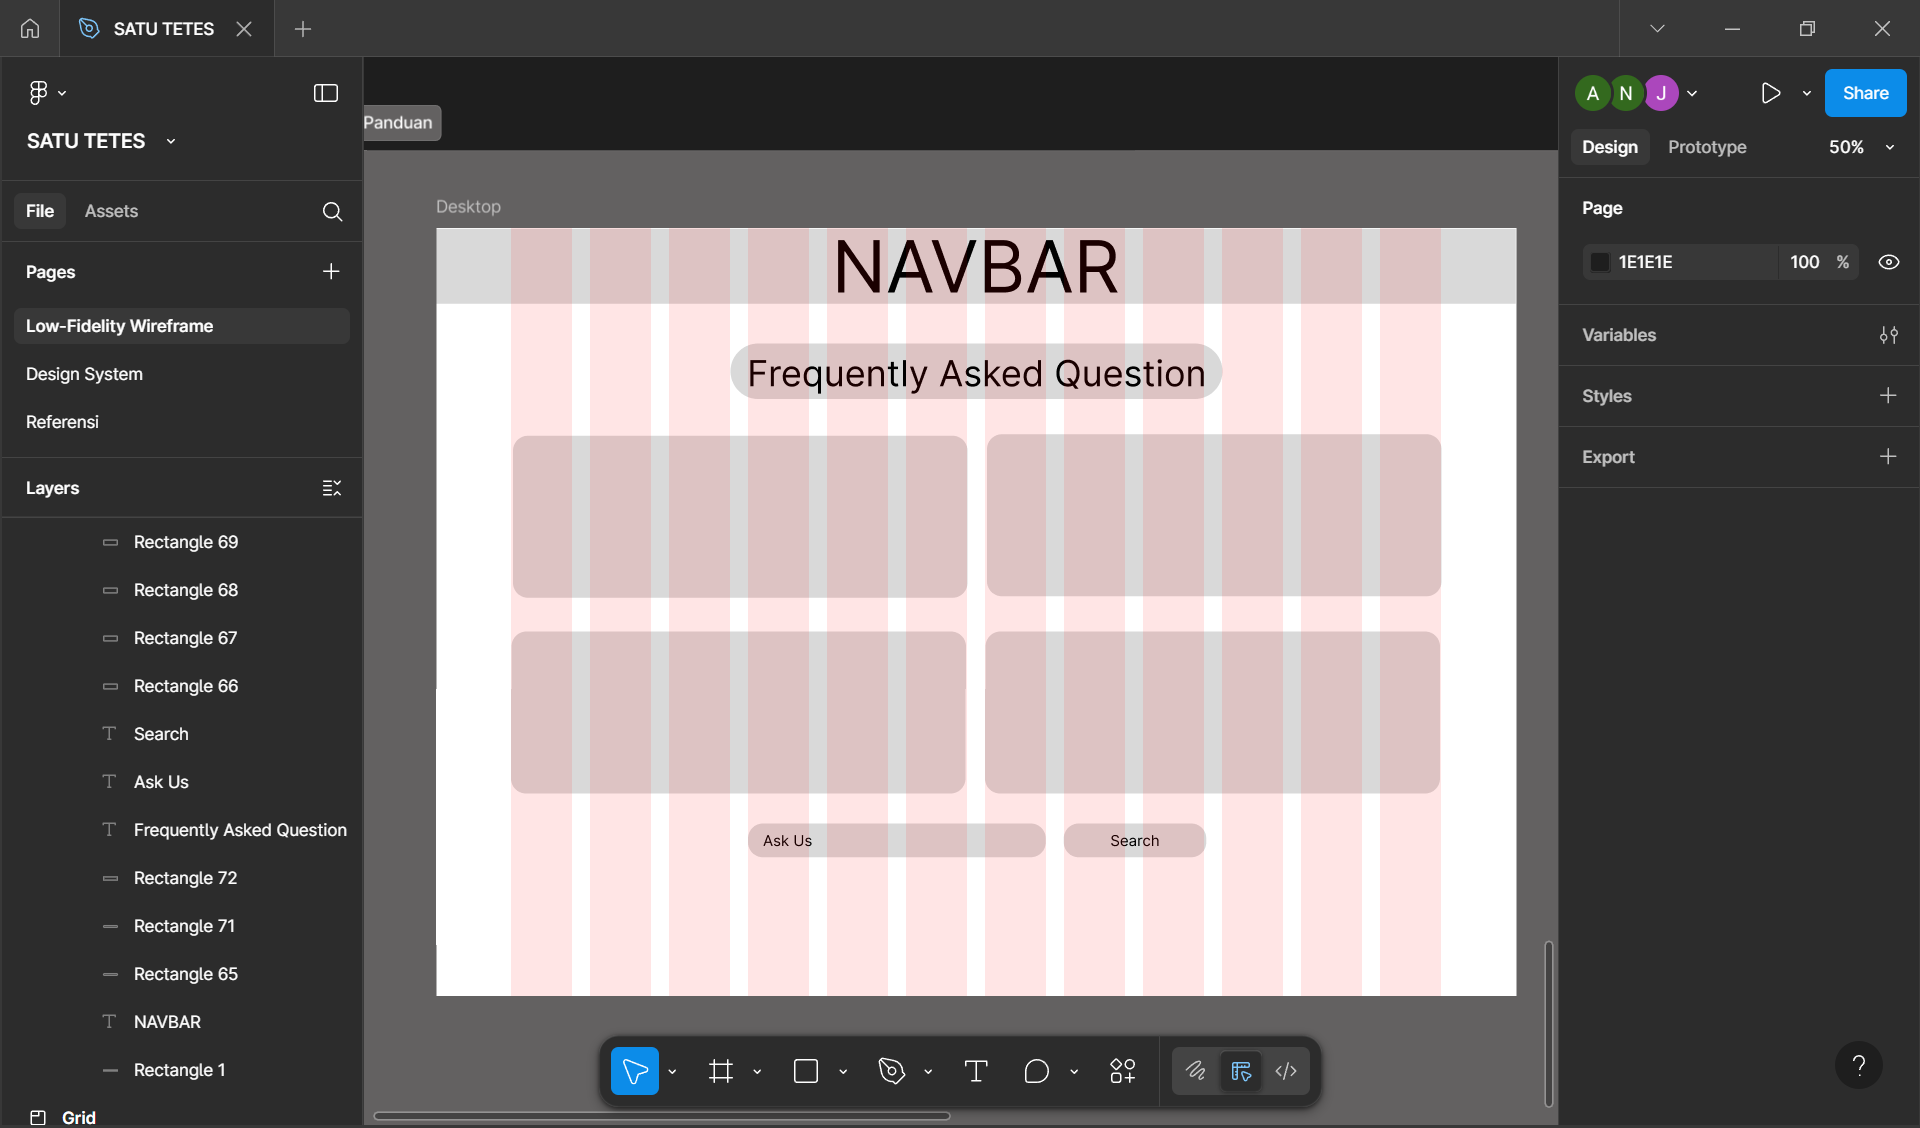 SATU TETES
SATU TETES
File
Assets
Pages
Low-Fidelity Wireframe
Design System
Referensi
Layers
Rectangle 69
Rectangle 68
Rectangle 67
Rectangle 66
Search
Ask Us
Frequently Asked Question
Rectangle 72
Rectangle 71
Rectangle 65
NAVBAR
Rectangle 1
Grid
Panduan
Desktop
NAVBAR
Frequently Asked Question
Ask Us
Search
A N J
Share
Design
Prototype
50%
Page
1E1E1E
100 %
Variables
Styles
Export
?